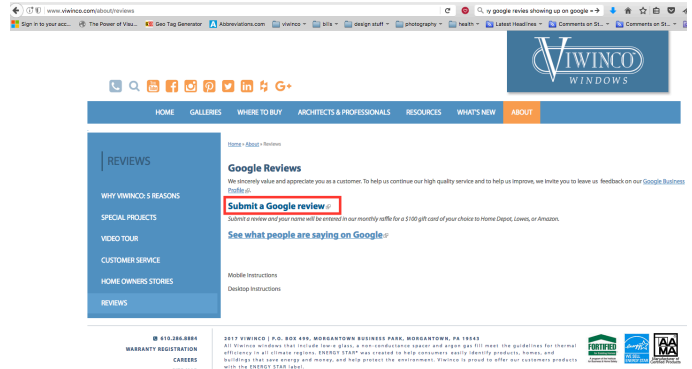 www.viwinco.com/about/reviews
y google revies showing up on google =
Sign in to your acc...
The Power of Visu...
Geo Tag Generator
Abbreviations.com
viwinco
bills
design stuff
photography
health
Latest Headlines
Comments on St...
Comments on St...
VIWINCO
WINDOWS
HOME GALLERIES WHERE TO BUY ARCHITECTS & PROFESSIONALS RESOURCES WHAT'S NEW ABOUT
REVIEWS
WHY VIWINCO: 5 REASONS
SPECIAL PROJECTS
VIDEO TOUR
CUSTOMER SERVICE
HOME OWNERS STORIES
REVIEWS
Home » About » Reviews
Google Reviews
We sincerely value and appreciate you as a customer. To help us continue our high quality service and to help us improve, we invite you to leave us feedback on our Google Business
Profile.
Submit a Google review
Submit a review and your name will be entered in our monthly raffle for a $100 gift card of your choice to Home Depot, Lowes, or Amazon.
See what people are saying on Google
Mobile Instructions
Desktop Instructions
610.286.8884
WARRANTY REGISTRATION
CAREERS
2017 VIWINCO | P.O. BOX 499, MORGANTOWN BUSINESS PARK, MORGANTOWN, PA 19543
All Viwinco windows that include low-e glass, a non-conductance spacer and argon gas fill meet the guidelines for thermal
efficiency in all climate regions. ENERGY STAR® was created to help consumers easily identify products, homes, and
buildings that save energy and money, and help protect the environment. Viwinco is proud to offer our customers products
with the ENERGY STAR label.
FORTIFIED
WE SELL
ENERGY STAR
AA
MA